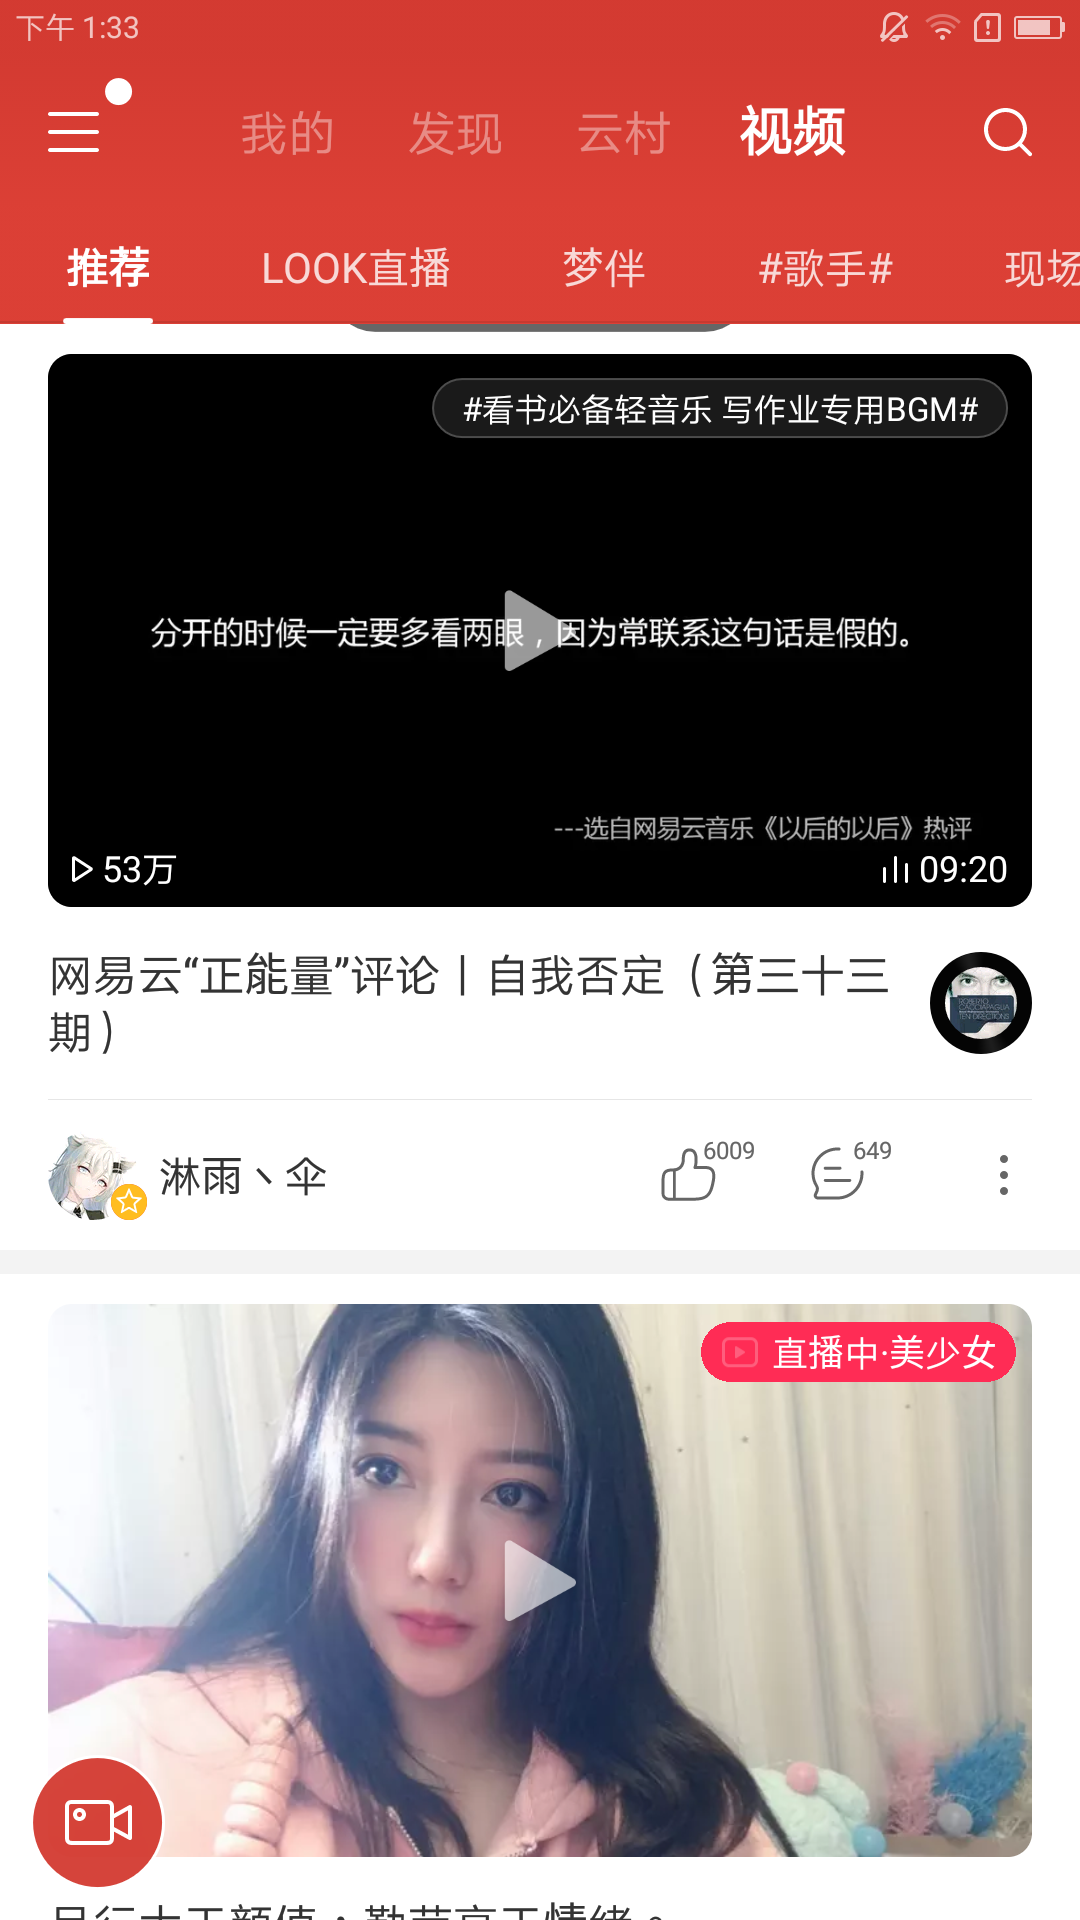 下午 1:33
我的 发现 云村 视频
推荐 LOOK直播 梦伴 #歌手# 现场
#看书必备轻音乐 写作业专用BGM#
分开的时候一定要多看两眼，因为常联系这句话是假的。
---选自网易云音乐《以后的以后》热评
53万 09:20
网易云“正能量”评论丨自我否定（第三十三
期）
ROBERTO
CACCIAPAGLIA
TEN DIRECTIONS
淋雨丶伞 6009 649
直播中·美少女